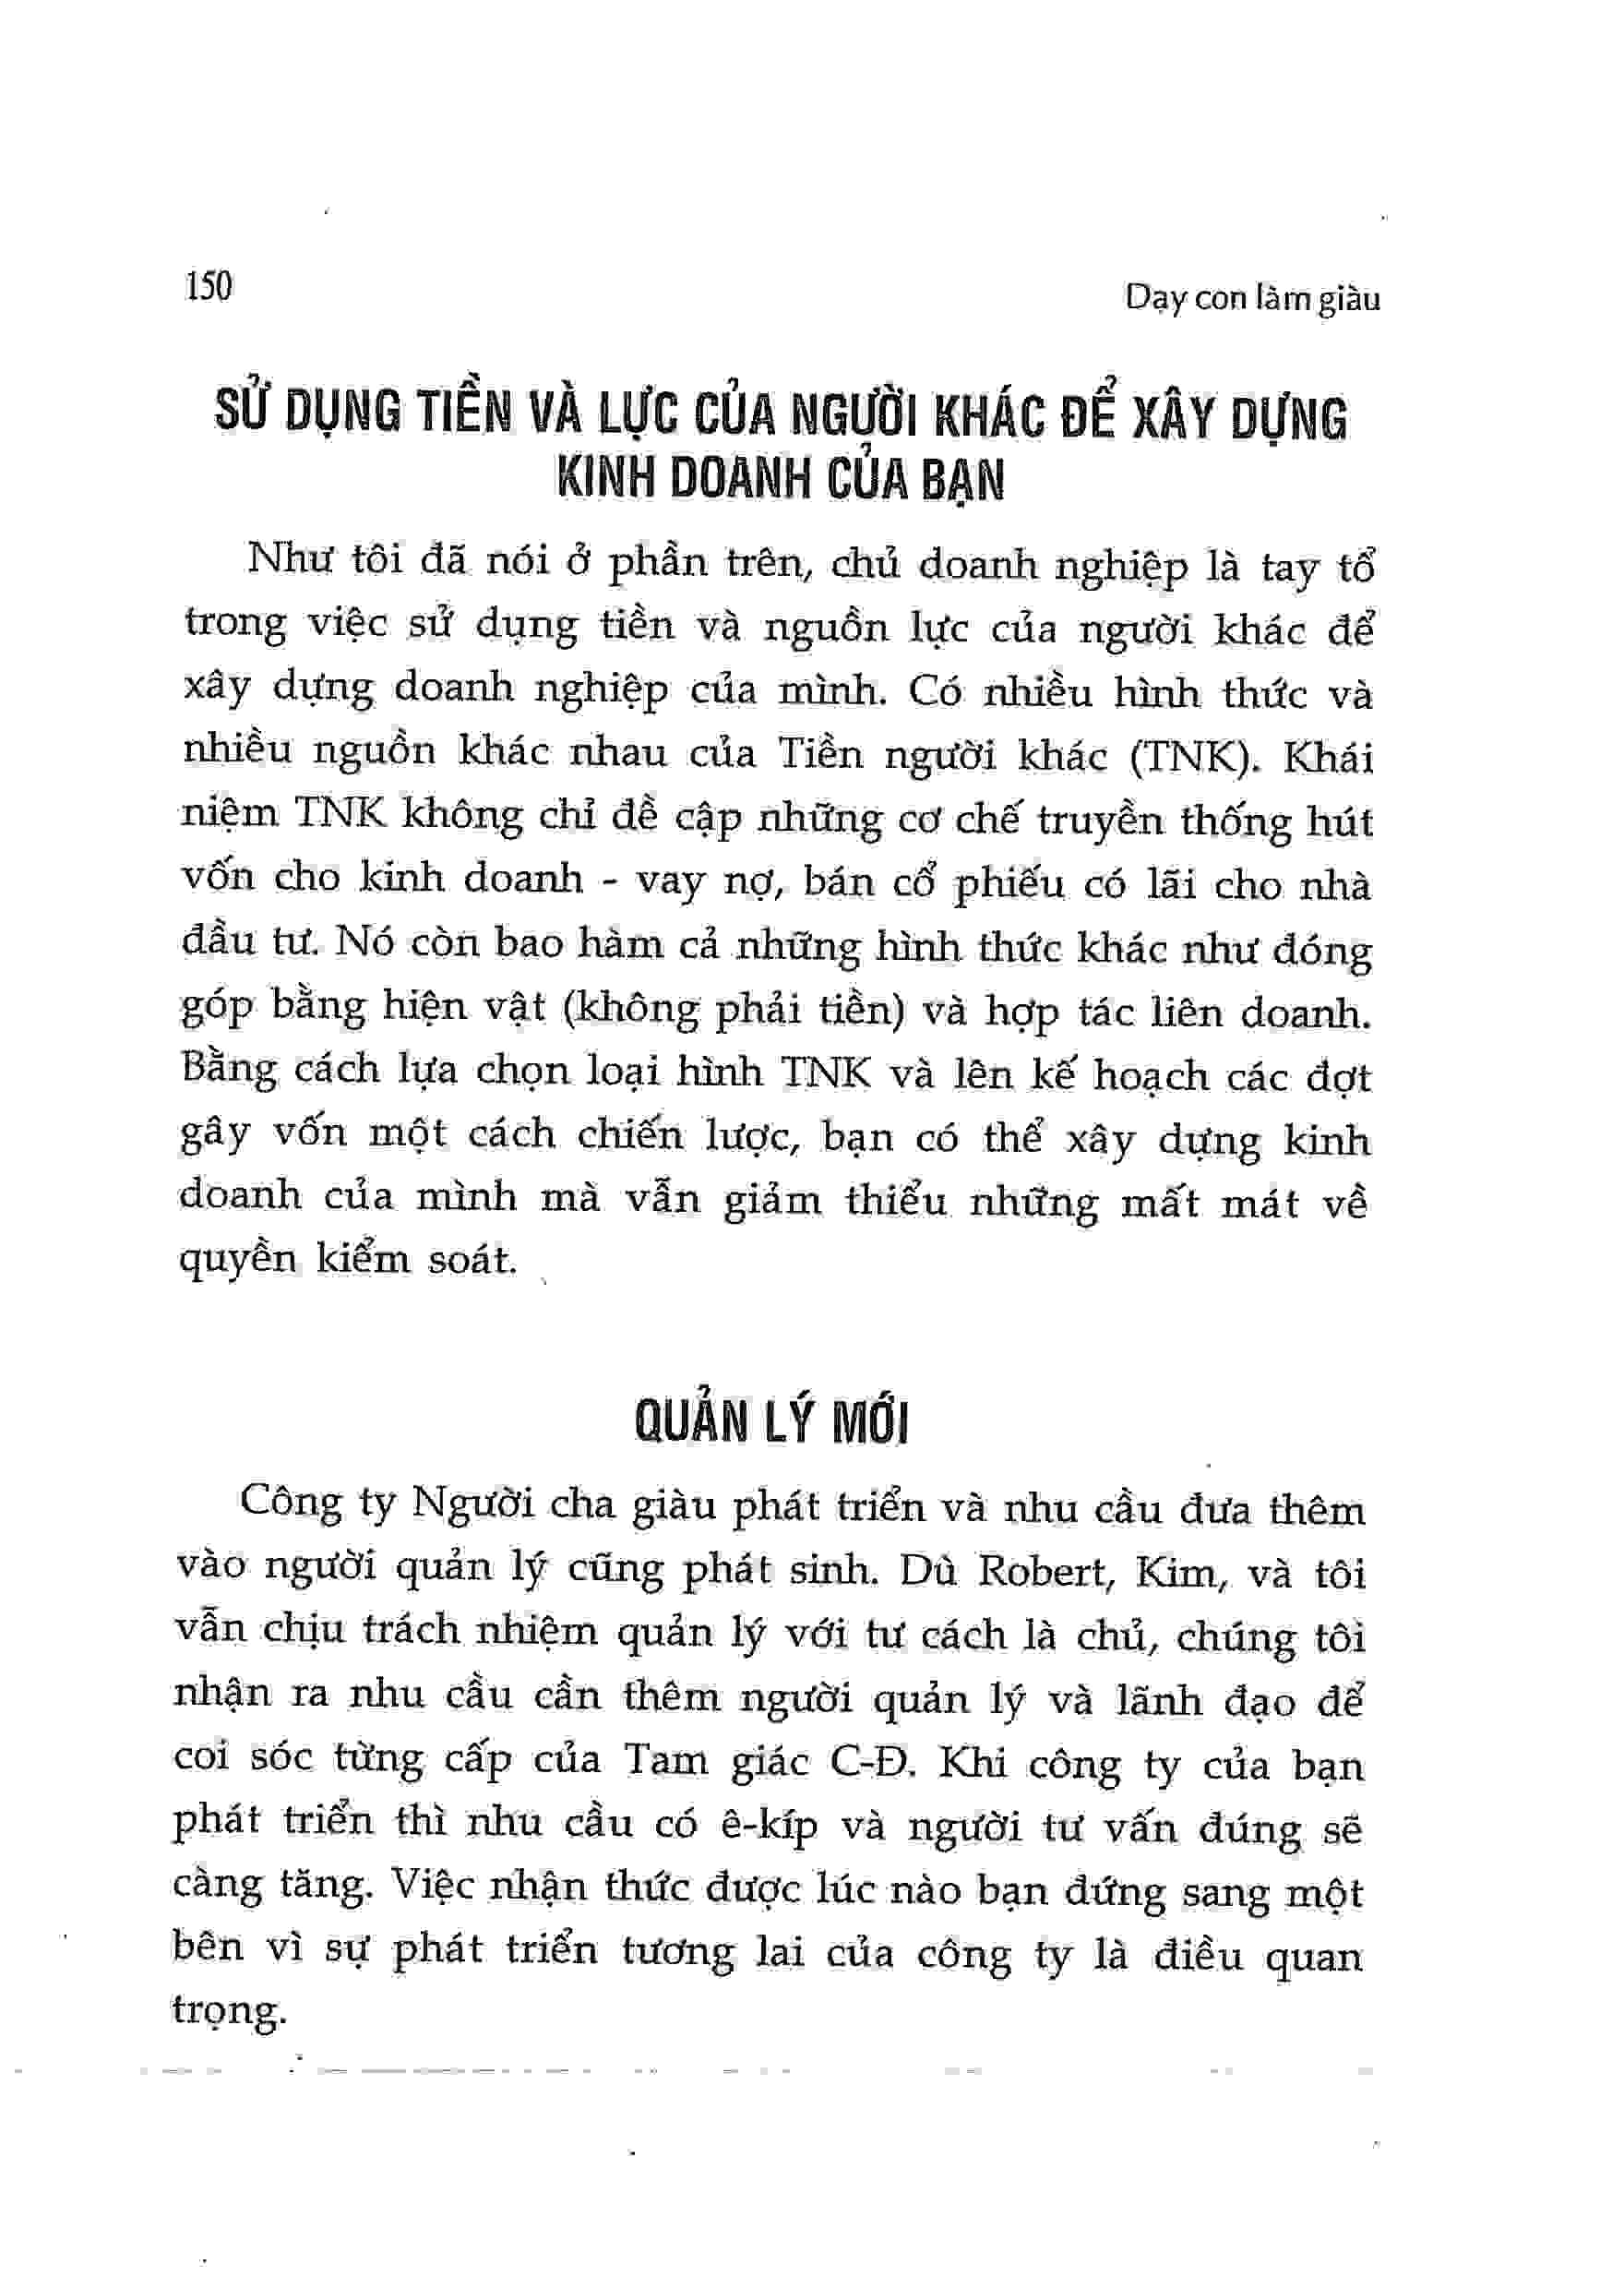 150
Dạy con làm giàu
SỬ DỤNG TIỀN VÀ LỰC CỦA NGƯỜI KHÁC ĐỂ XÂY DỰNG
KINH DOANH CỦA BẠN
Như tôi đã nói ở phần trên, chủ doanh nghiệp là tay tổ
trong việc sử dụng tiền và nguồn lực của người khác để
xây dựng doanh nghiệp của mình. Có nhiều hình thức và
nhiều nguồn khác nhau của Tiền người khác (TNK). Khái
niệm TNK không chỉ đề cập những cơ chế truyền thống hút
vốn cho kinh doanh - vay nợ, bán cổ phiếu có lãi cho nhà
đầu tư. Nó còn bao hàm cả những hình thức khác như đóng
góp bằng hiện vật (không phải tiền) và hợp tác liên doanh.
Bằng cách lựa chọn loại hình TNK và lên kế hoạch các đợt
gây vốn một cách chiến lược, bạn có thể xây dựng kinh
doanh của mình mà vẫn giảm thiểu những mất mát về
quyền kiểm soát.
QUẢN LÝ MỚI
Công ty Người cha giàu phát triển và nhu cầu đưa thêm
vào người quản lý cũng phát sinh. Dù Robert, Kim, và tôi
vẫn chịu trách nhiệm quản lý với tư cách là chủ, chúng tôi
nhận ra nhu cầu cần thêm người quản lý và lãnh đạo để
coi sóc từng cấp của Tam giác C-Đ. Khi công ty của bạn
phát triển thì nhu cầu có ê-kíp và người tư vấn đúng sẽ
càng tăng. Việc nhận thức được lúc nào bạn đứng sang một
bên vì sự phát triển tương lai của công ty là điều quan
trọng.